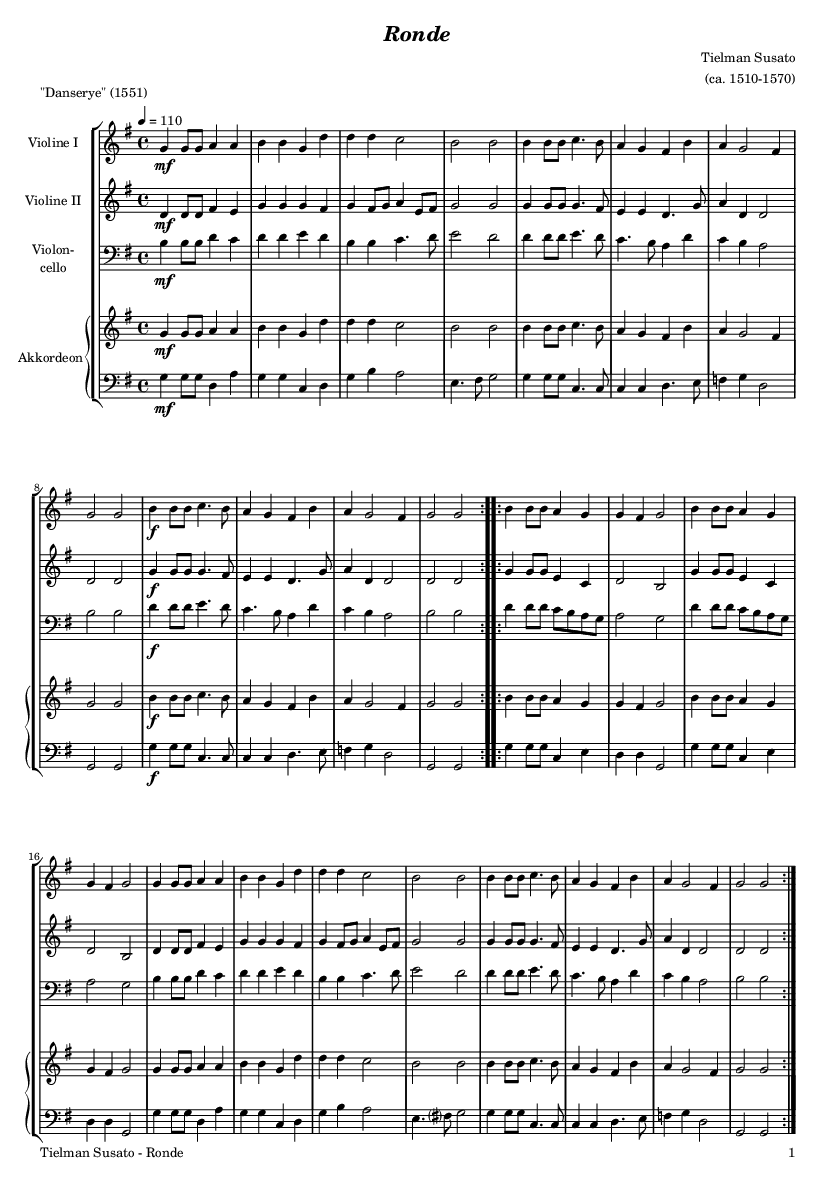 Ronde
Tielman Susato
(ca. 1510-1570)
"Danserye" (1551)
♩ = 110
Violine I
mf
Violine II
mf
Violon-
cello
mf
Akkordeon
mf
mf
8
f
f
f
f
f
16
Tielman Susato - Ronde 1